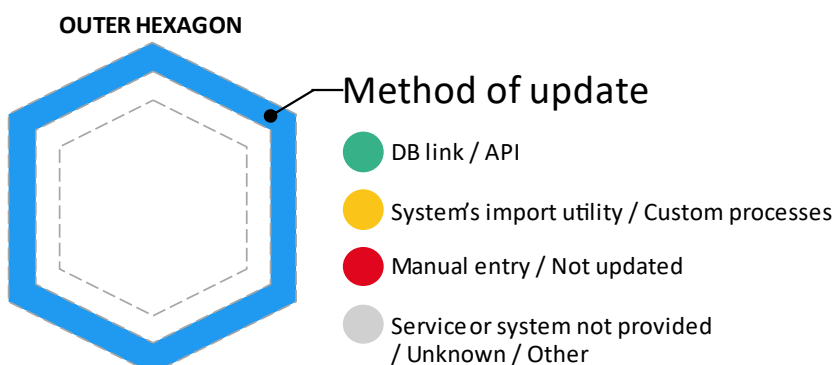 OUTER HEXAGON
Method of update
DB link / API
System's import utility / Custom processes
Manual entry / Not updated
Service or system not provided
/ Unknown / Other